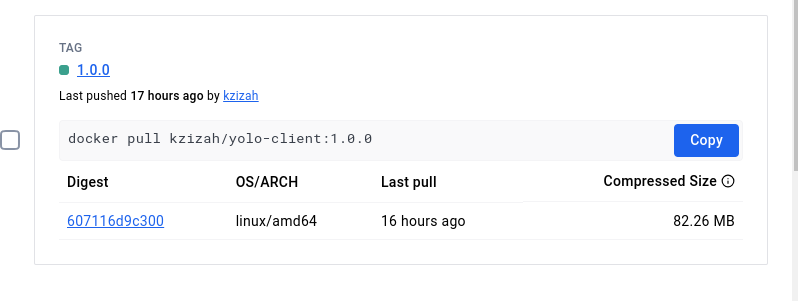 TAG
1.0.0
Last pushed 17 hours ago by kzizah
docker pull kzizah/yolo-client:1.0.0 Copy
Digest OS/ARCH Last pull Compressed Size
607116d9c300 linux/amd64 16 hours ago 82.26 MB